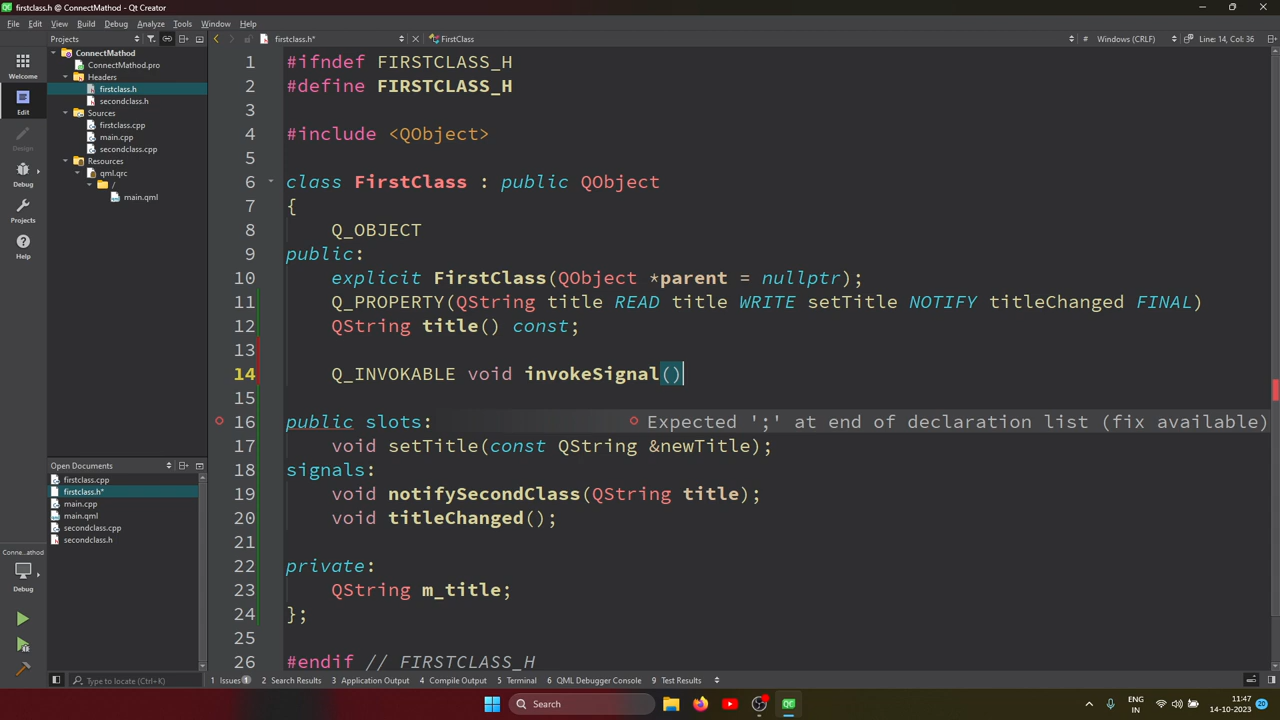 firstclass.h @ ConnectMathod - Qt Creator
File Edit View Build Debug Analyze Tools Window Help
Projects firstclass.h* FirstClass # Windows (CRLF) Line: 14, Col: 36
Welcome
Edit
Design
Debug
Projects
Help
ConnectMathod
ConnectMathod.pro
Headers
firstclass.h
secondclass.h
Sources
firstclass.cpp
main.cpp
secondclass.cpp
Resources
qml.qrc
/
main.qml
Open Documents
firstclass.cpp
firstclass.h*
main.cpp
main.qml
secondclass.cpp
secondclass.h
Conne...athod
Debug
1 #ifndef FIRSTCLASS_H
2 #define FIRSTCLASS_H
3
4 #include <QObject>
5
6 class FirstClass : public QObject
7 {
8 Q_OBJECT
9 public:
10 explicit FirstClass(QObject *parent = nullptr);
11 Q_PROPERTY(QString title READ title WRITE setTitle NOTIFY titleChanged FINAL)
12 QString title() const;
13
14 Q_INVOKABLE void invokeSignal()
15
16 public slots: Expected ';' at end of declaration list (fix available)
17 void setTitle(const QString &newTitle);
18 signals:
19 void notifySecondClass(QString title);
20 void titleChanged();
21
22 private:
23 QString m_title;
24 };
25
26 #endif // FIRSTCLASS_H
Type to locate (Ctrl+K) 1 Issues 1 2 Search Results 3 Application Output 4 Compile Output 5 Terminal 6 QML Debugger Console 9 Test Results
Search
QC
ENG
IN
11:47
14-10-2023
20